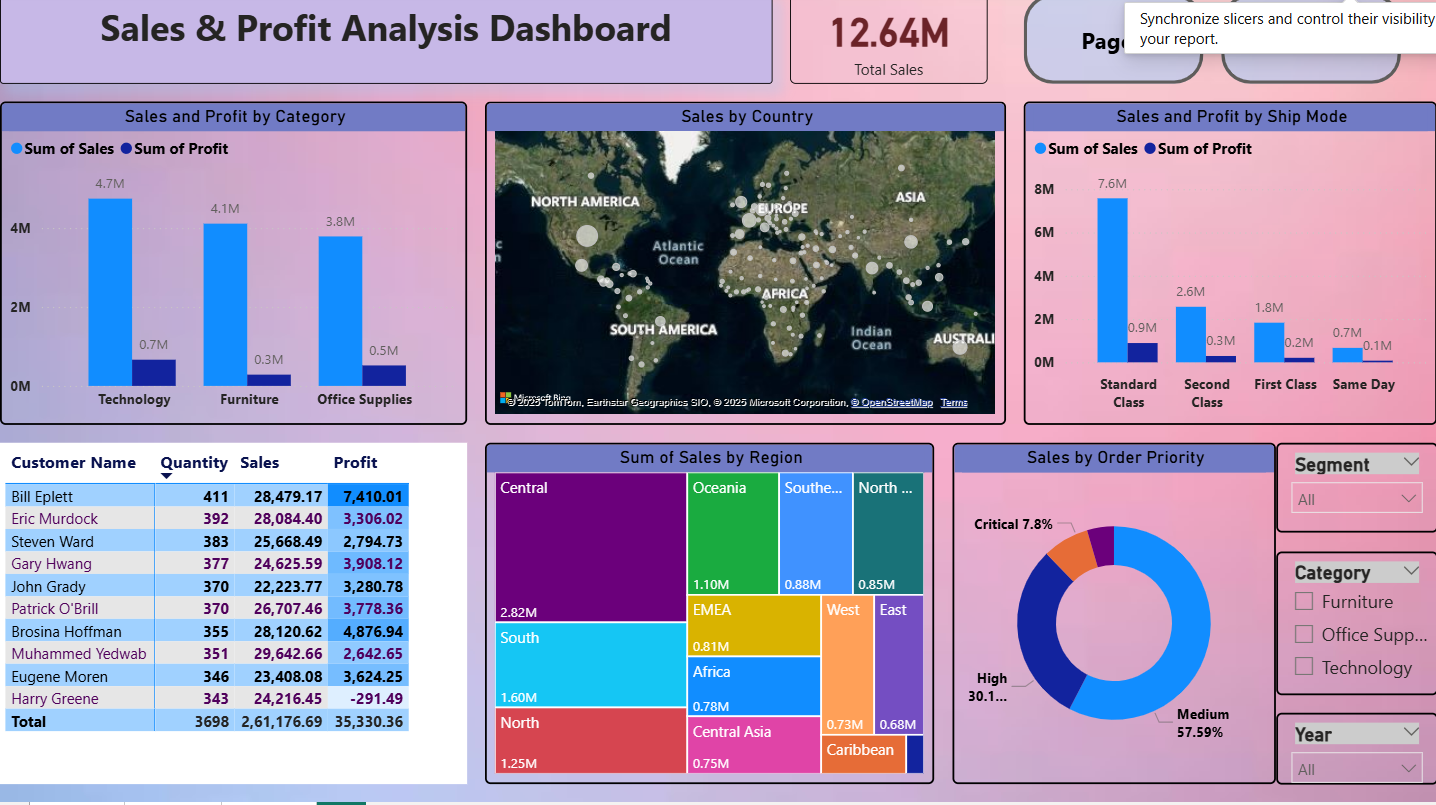 Sales & Profit Analysis Dashboard
12.64M
Total Sales
Synchronize slicers and control their visibility
your report.
Sales and Profit by Category
Sum of Sales Sum of Profit
4.7M
4.1M
3.8M
0.7M
0.3M
0.5M
4M
2M
0M
Technology Furniture Office Supplies
Sales by Country
NORTH AMERICA
EUROPE
ASIA
Atlantic
Ocean
AFRICA
SOUTH AMERICA
Indian
Ocean
AUSTRALI
Microsoft Bing
© 2025 TomTom, Earthstar Geographics SIO, © 2025 Microsoft Corporation, © OpenStreetMap Terms
Sales and Profit by Ship Mode
Sum of Sales Sum of Profit
8M
6M
4M
2M
0M
7.6M
0.9M
2.6M
0.3M
1.8M
0.2M
0.7M
0.1M
Standard
Class
Second
Class
First Class
Same Day
Customer Name Quantity Sales Profit
Bill Eplett 411 28,479.17 7,410.01
Eric Murdock 392 28,084.40 3,306.02
Steven Ward 383 25,668.49 2,794.73
Gary Hwang 377 24,625.59 3,908.12
John Grady 370 22,223.77 3,280.78
Patrick O'Brill 370 26,707.46 3,778.36
Brosina Hoffman 355 28,120.62 4,876.94
Muhammed Yedwab 351 29,642.66 2,642.65
Eugene Moren 346 23,408.08 3,624.25
Harry Greene 343 24,216.45 -291.49
Total 3698 2,61,176.69 35,330.36
Sum of Sales by Region
Central
2.82M
South
1.60M
North
1.25M
Oceania
1.10M
Southe...
0.88M
North ...
0.85M
EMEA
0.81M
Africa
0.78M
Central Asia
0.75M
West
0.73M
East
0.68M
Caribbean
Sales by Order Priority
Critical 7.8%
High
30.1...
Medium
57.59%
Segment
All
Category
Furniture
Office Supp...
Technology
Year
All